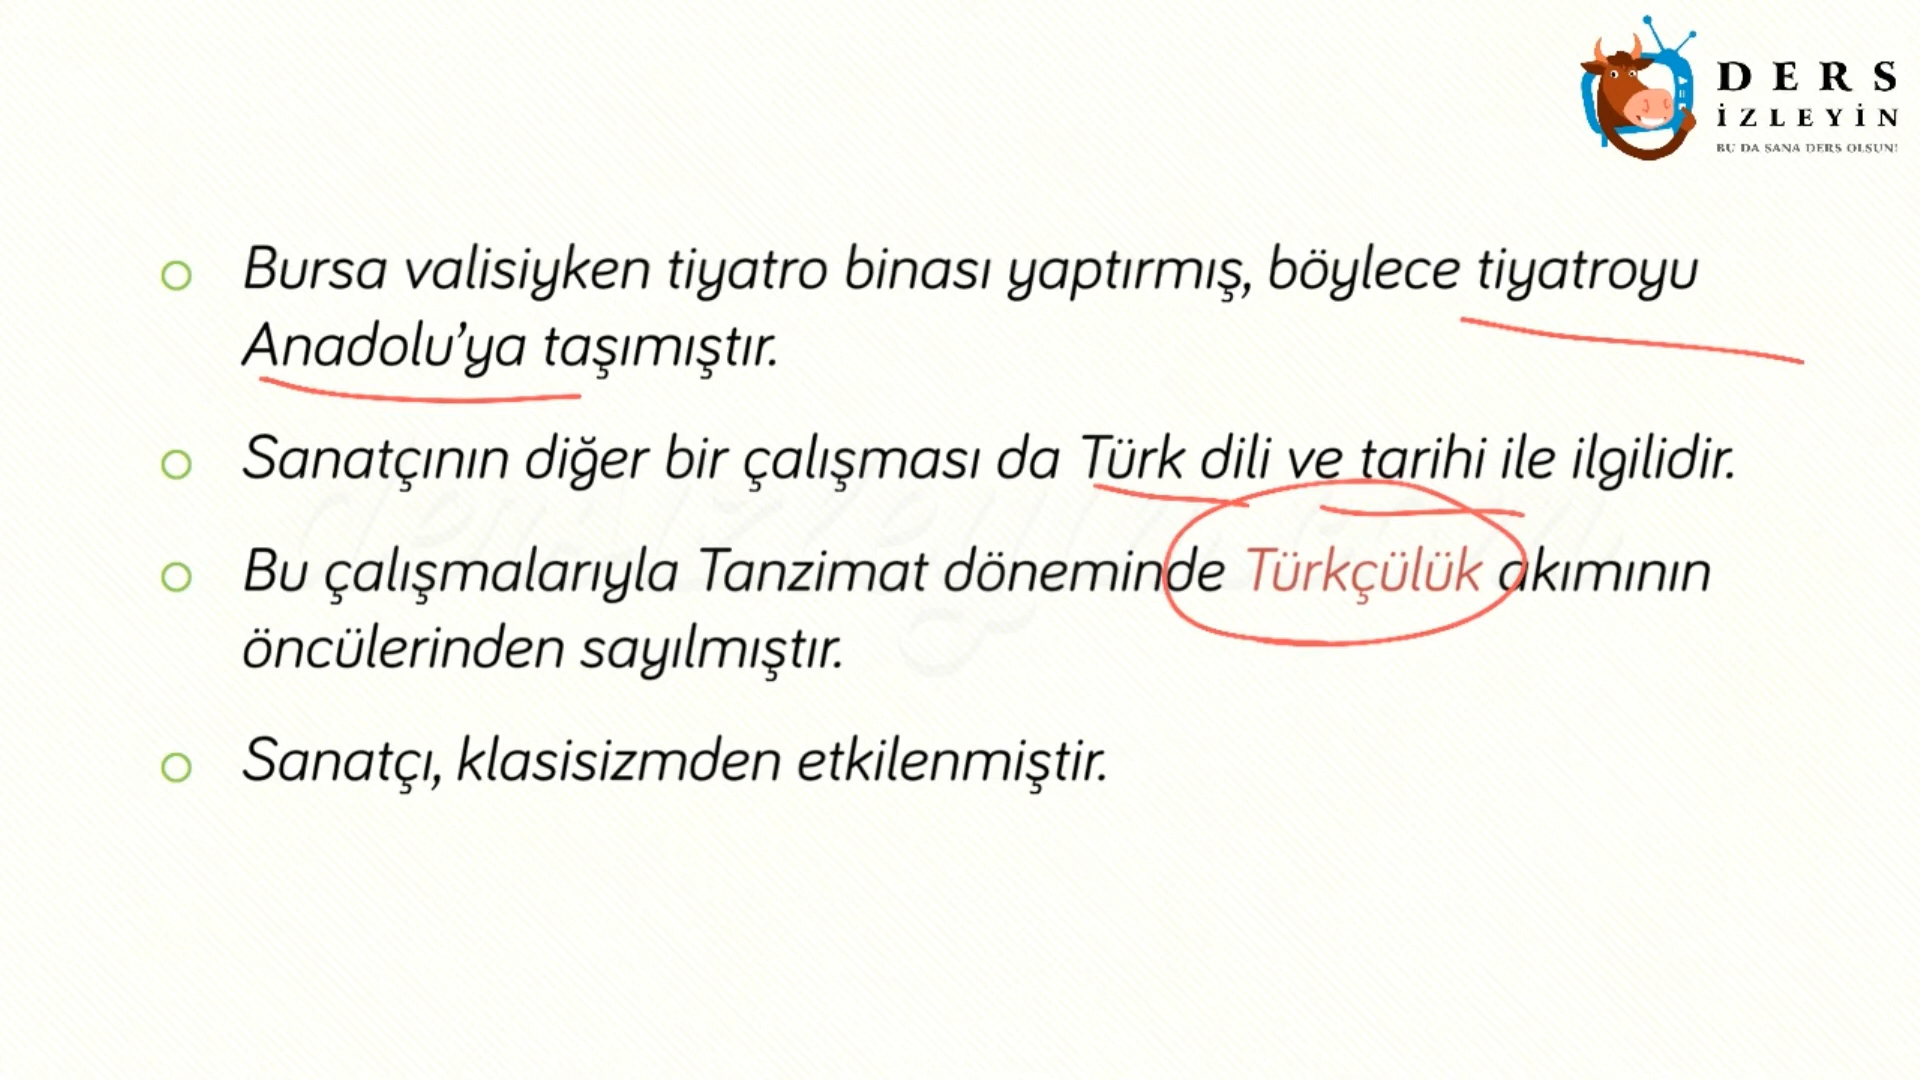 DERS
İZLEYİN
BU DA SANA DERS OLSUN!
Bursa valisiyken tiyatro binası yaptırmış, böylece tiyatroyu
Anadolu’ya taşımıştır.
Sanatçının diğer bir çalışması da Türk dili ve tarihi ile ilgilidir.
Bu çalışmalarıyla Tanzimat döneminde Türkçülük akımının
öncülerinden sayılmıştır.
Sanatçı, klasisizmden etkilenmiştir.